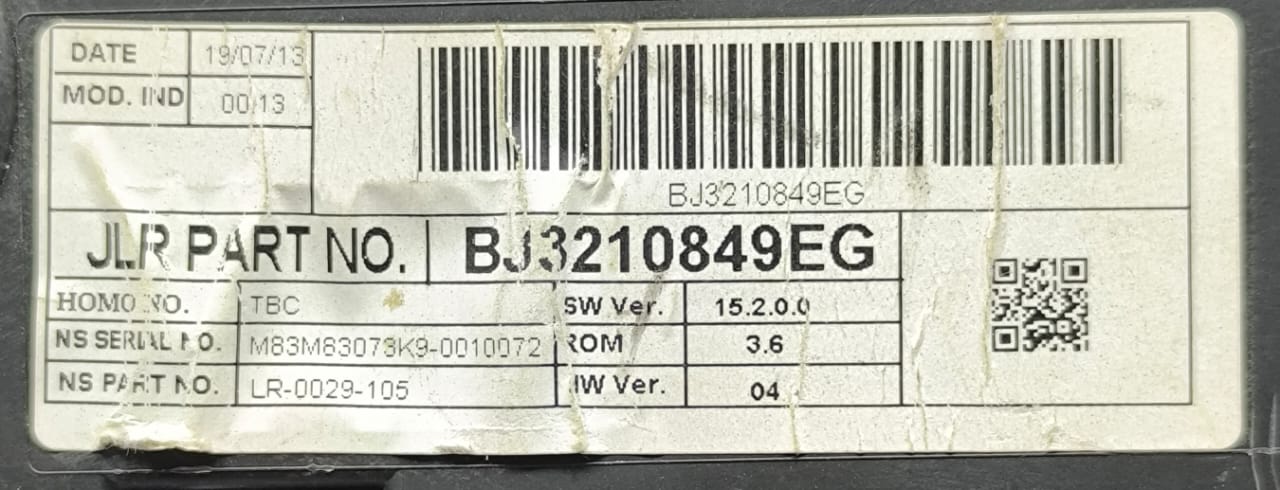 DATE 19/07/13
MOD. IND 00/13
BJ3210849EG
JLR PART NO. BJ3210849EG
HOMO NO. TBC SW Ver. 15.2.0.0
NS SERIAL NO. M83M83073K9-0010072 ROM 3.6
NS PART NO. LR-0029-105 HW Ver. 04